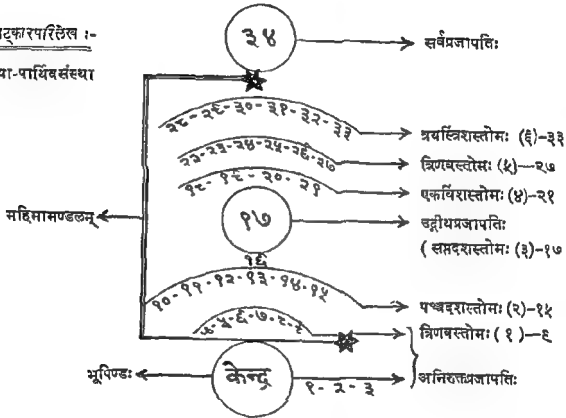 षट्कारपरिलेख :-
या-पार्थिवसंस्था
३४
सर्वप्रजापतिः
२८-२९-३०-३१-३२-३३
त्रयस्त्रिंशस्तोमः (६)-३३
२२-२३-२४-२५-२६-२७
त्रिणवस्तोमः (५)—२७
१८-१९-२०-२१
एकविंशस्तोमः (४)-२१
१७
उद्गीथप्रजापतिः
( सप्तदशस्तोमः (३)-१७
महिमामण्डलम्
१६
१०-११-१२-१३-१४-१५
पञ्चदशस्तोमः (२)-१५
४-५-६-७-८-९
त्रिणवस्तोमः ( १ )—९
भूपिण्डः
केन्द्र
१-२-३
अनिरुक्तप्रजापतिः